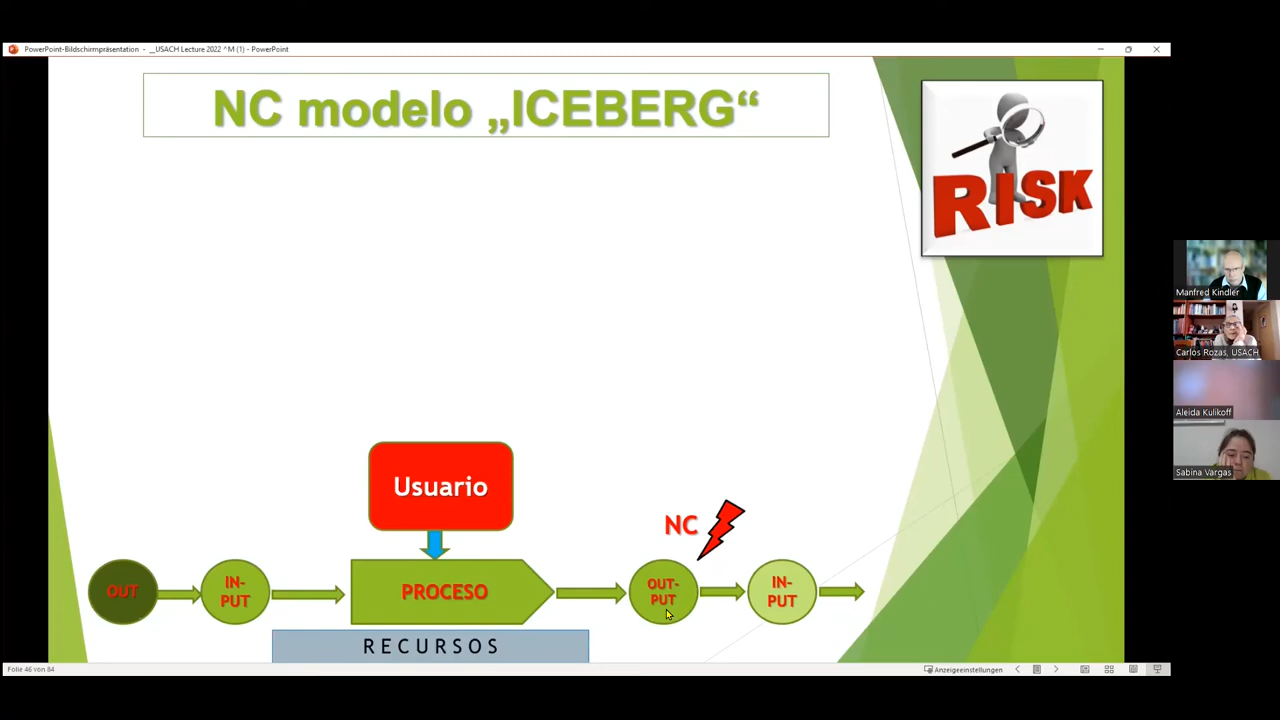 PowerPoint-Bildschirmpräsentation - __USACH Lecture 2022 ^M (1) - PowerPoint
NC modelo „ICEBERG“
RISK
Manfred Kindler
Carlos Rozas, USACH
Aleida Kulikoff
Sabina Vargas
Usuario
NC
OUT
IN-
PUT
PROCESO
OUT-
PUT
IN-
PUT
RECURSOS
Folie 46 von 84
Anzeigeeinstellungen